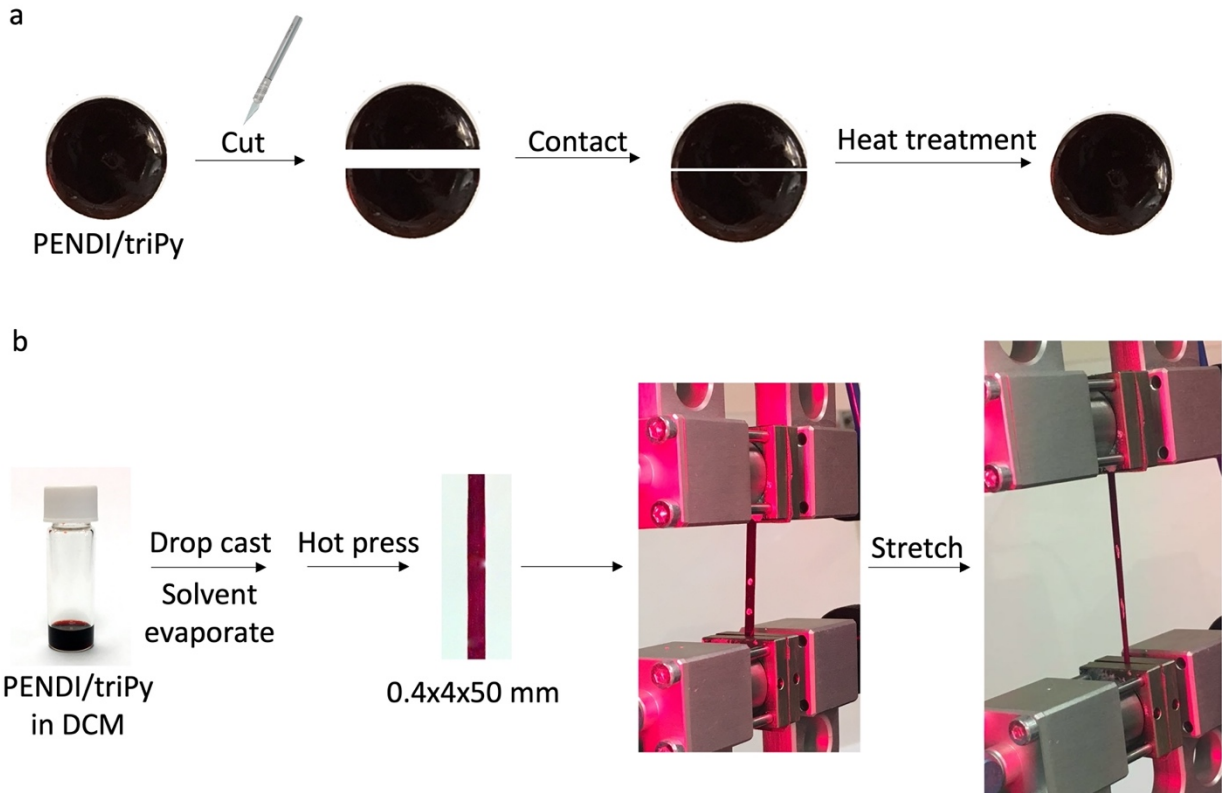 a
Cut
Contact
Heat treatment
PENDI/triPy
b
Drop cast
Hot press
Stretch
Solvent
evaporate
PENDI/triPy
in DCM
0.4x4x50 mm